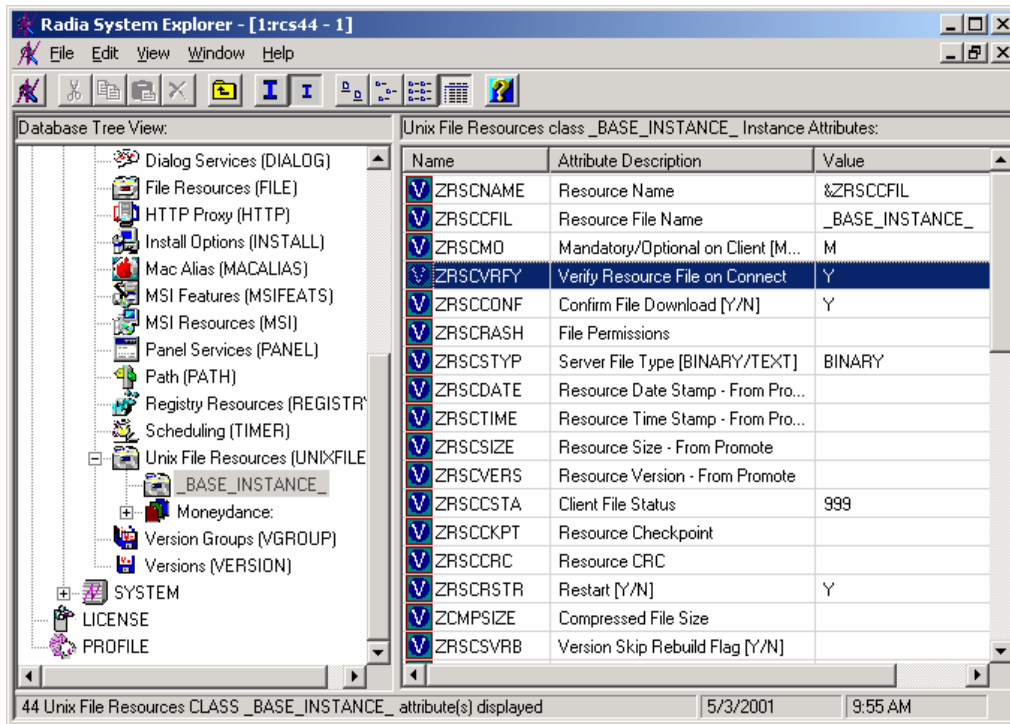 Radia System Explorer - [1:rcs44 - 1]
File Edit View Window Help
Database Tree View:
Dialog Services (DIALOG)
File Resources (FILE)
HTTP Proxy (HTTP)
Install Options (INSTALL)
Mac Alias (MACALIAS)
MSI Features (MSIFEATS)
MSI Resources (MSI)
Panel Services (PANEL)
Path (PATH)
Registry Resources (REGISTR
Scheduling (TIMER)
Unix File Resources (UNIXFILE
_BASE_INSTANCE_
Moneydance:
Version Groups (VGROUP)
Versions (VERSION)
SYSTEM
LICENSE
PROFILE
Unix File Resources class _BASE_INSTANCE_ Instance Attributes:
Name Attribute Description Value
ZRSCNAME Resource Name &ZRSCCFIL
ZRSCCFIL Resource File Name _BASE_INSTANCE_
ZRSCMO Mandatory/Optional on Client [M... M
ZRSCVRFY Verify Resource File on Connect Y
ZRSCCONF Confirm File Download [Y/N] Y
ZRSCRASH File Permissions
ZRSCSTYP Server File Type [BINARY/TEXT] BINARY
ZRSCDATE Resource Date Stamp - From Pro...
ZRSCTIME Resource Time Stamp - From Pro...
ZRSCSIZE Resource Size - From Promote
ZRSCVERS Resource Version - From Promote
ZRSCCSTA Client File Status 999
ZRSCCKPT Resource Checkpoint
ZRSCCRC Resource CRC
ZRSCRSTR Restart [Y/N] Y
ZCMPSIZE Compressed File Size
ZRSCSVRB Version Skip Rebuild Flag [Y/N]
44 Unix File Resources CLASS _BASE_INSTANCE_ attribute(s) displayed 5/3/2001 9:55 AM